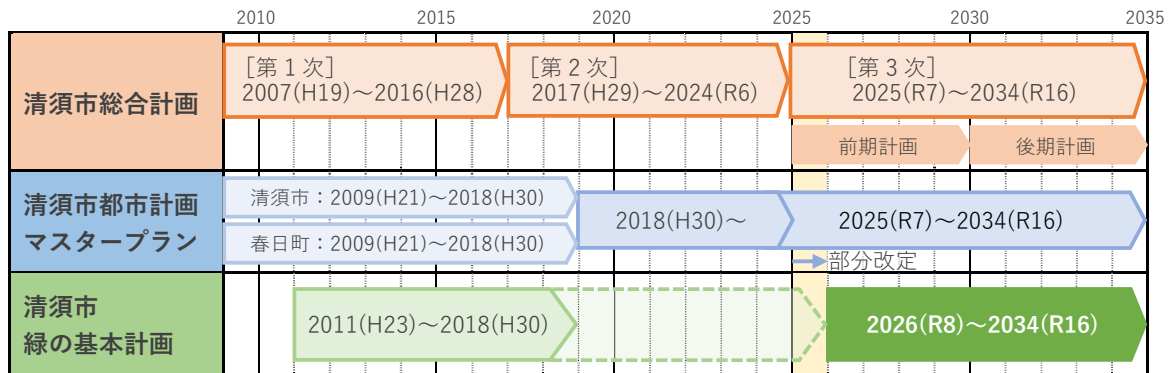 2010 2015 2020 2025 2030 2035
清須市総合計画
[第1次]
2007(H19)～2016(H28)
[第2次]
2017(H29)～2024(R6)
[第3次]
2025(R7)～2034(R16)
前期計画
後期計画
清須市都市計画
マスタープラン
清須市：2009(H21)～2018(H30)
春日町：2009(H21)～2018(H30)
2018(H30)～
2025(R7)～2034(R16)
部分改定
清須市
緑の基本計画
2011(H23)～2018(H30)
2026(R8)～2034(R16)